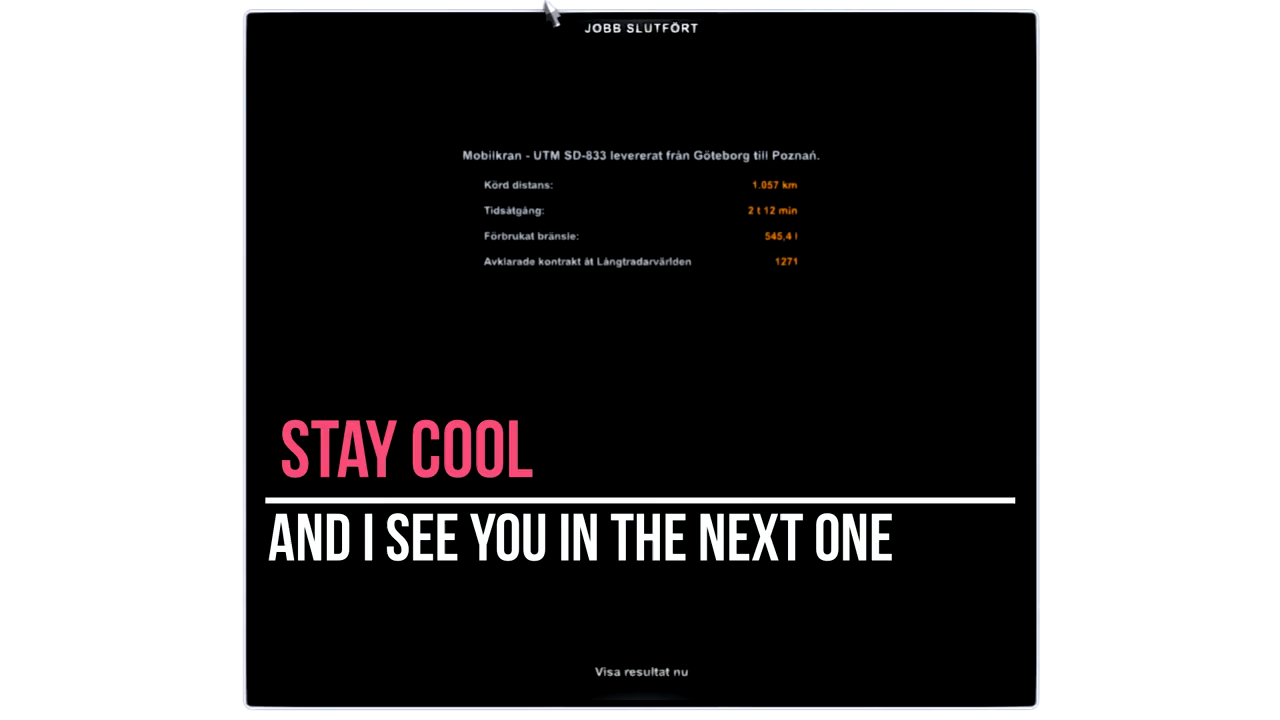 JOBB SLUTFÖRT
Mobilkran - UTM SD-833 levererat från Göteborg till Poznań.
Körd distans: 1.057 km
Tidsåtgång: 2 t 12 min
Förbrukat bränsle: 545,4 l
Avklarade kontrakt åt Långtradarvärlden 1271
STAY COOL
AND I SEE YOU IN THE NEXT ONE
Visa resultat nu